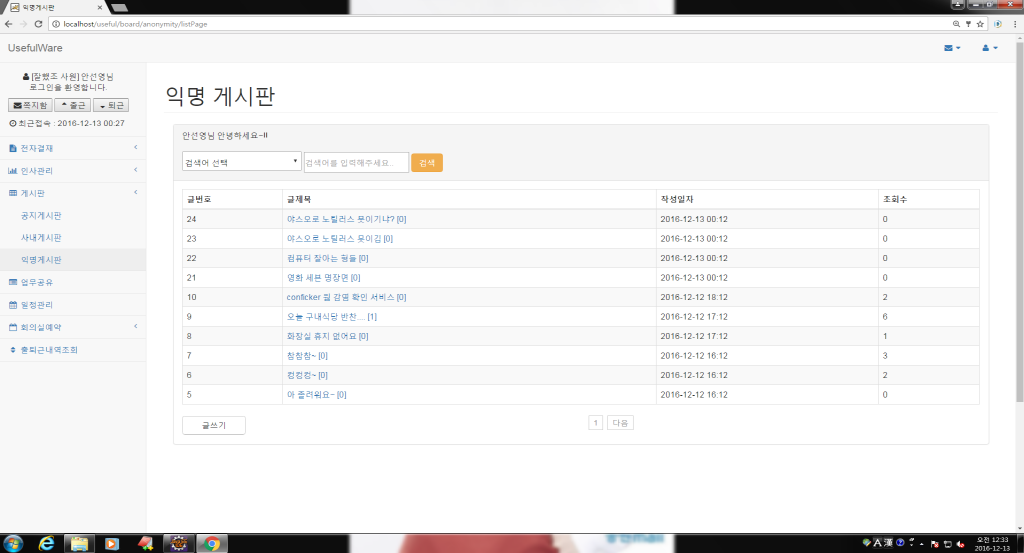 익명게시판
localhost/useful/board/anonymity/listPage
UsefulWare
[잘했조 사원] 안선영님
로그인을 환영합니다.
쪽지함 출근 퇴근
최근접속 : 2016-12-13 00:27
전자결재
인사관리
게시판
공지게시판
사내게시판
익명게시판
업무공유
일정관리
회의실예약
출퇴근내역조회
익명 게시판
안선영님 안녕하세요~!!
검색어 선택 검색어를 입력해주세요.. 검색
글번호 글제목 작성일자 조회수
24 야스오로 노틸러스 못이기냐? [0] 2016-12-13 00:12 0
23 야스오로 노틸러스 못이김 [0] 2016-12-13 00:12 0
22 컴퓨터 잘아는 형들 [0] 2016-12-13 00:12 0
21 영화 세븐 명장면 [0] 2016-12-13 00:12 0
10 conficker 웜 감염 확인 서비스 [0] 2016-12-12 18:12 2
9 오늘 구내식당 반찬.... [1] 2016-12-12 17:12 6
8 화장실 휴지 없어요 [0] 2016-12-12 17:12 1
7 참참참~ [0] 2016-12-12 16:12 3
6 킹킹킹~ [0] 2016-12-12 16:12 2
5 아 졸려워요~ [0] 2016-12-12 16:12 0
글쓰기 1 다음
A 漢
오전 12:33
2016-12-13